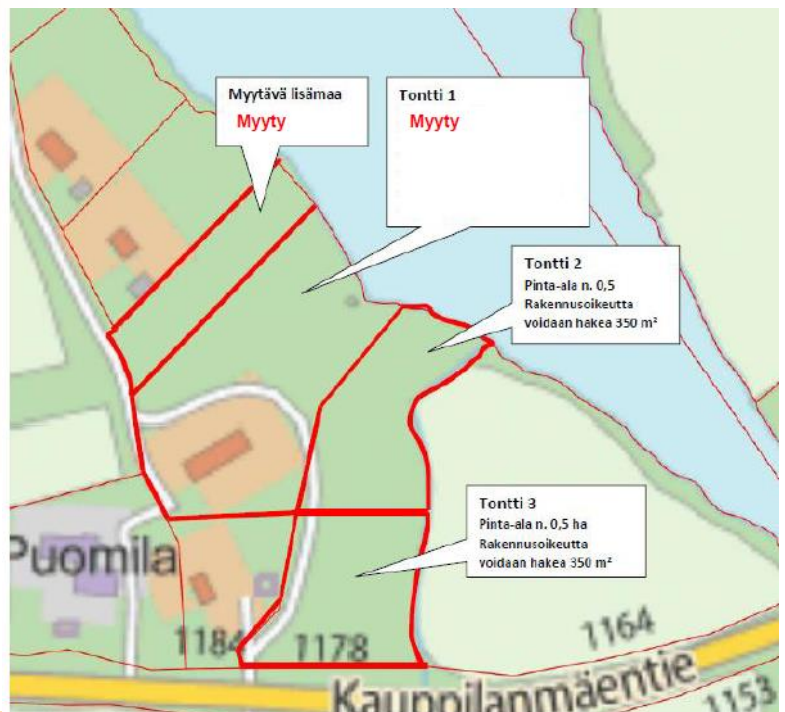 Myytävä lisämaa
Myyty
Tontti 1
Myyty
Tontti 2
Pinta-ala n. 0,5
Rakennusoikeutta
voidaan hakea 350 m²
Tontti 3
Pinta-ala n. 0,5 ha
Rakennusoikeutta
voidaan hakea 350 m²
Puomila
1184
1178
1164
Kauppilanmäentie
1153